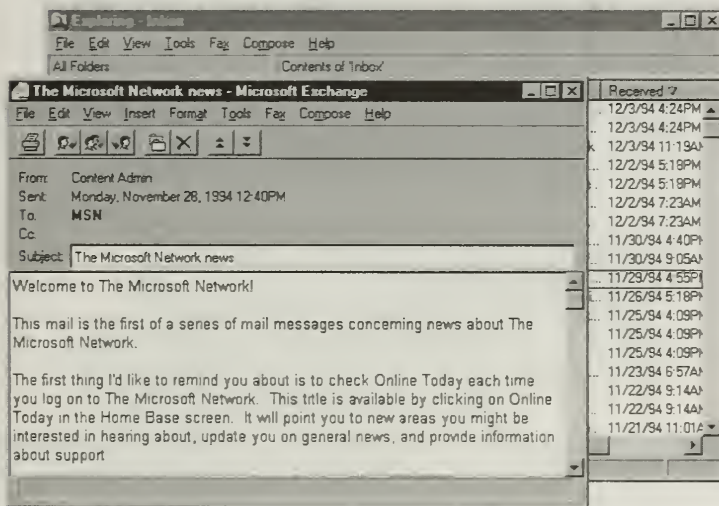 Exploring - Inbox
File Edit View Tools Fax Compose Help
All Folders Contents of 'Inbox'
The Microsoft Network news - Microsoft Exchange
File Edit View Insert Format Tools Fax Compose Help
From: Content Admin
Sent: Monday, November 28, 1994 12:40PM
To: MSN
Cc:
Subject: The Microsoft Network news
Welcome to The Microsoft Network!
This mail is the first of a series of mail messages concerning news about The
Microsoft Network.
The first thing I'd like to remind you about is to check Online Today each time
you log on to The Microsoft Network. This title is available by clicking on Online
Today in the Home Base screen. It will point you to new areas you might be
interested in hearing about, update you on general news, and provide information
about support
Received
12/3/94 4:24PM
12/3/94 4:24PM
12/3/94 11:19AM
12/2/94 5:18PM
12/2/94 5:18PM
12/2/94 7:23AM
12/2/94 7:23AM
11/30/94 4:40PM
11/30/94 9:05AM
11/29/94 4:55PM
11/26/94 5:18PM
11/25/94 4:09PM
11/25/94 4:09PM
11/25/94 4:09PM
11/23/94 6:57AM
11/22/94 9:14AM
11/22/94 9:14AM
11/21/94 11:01A